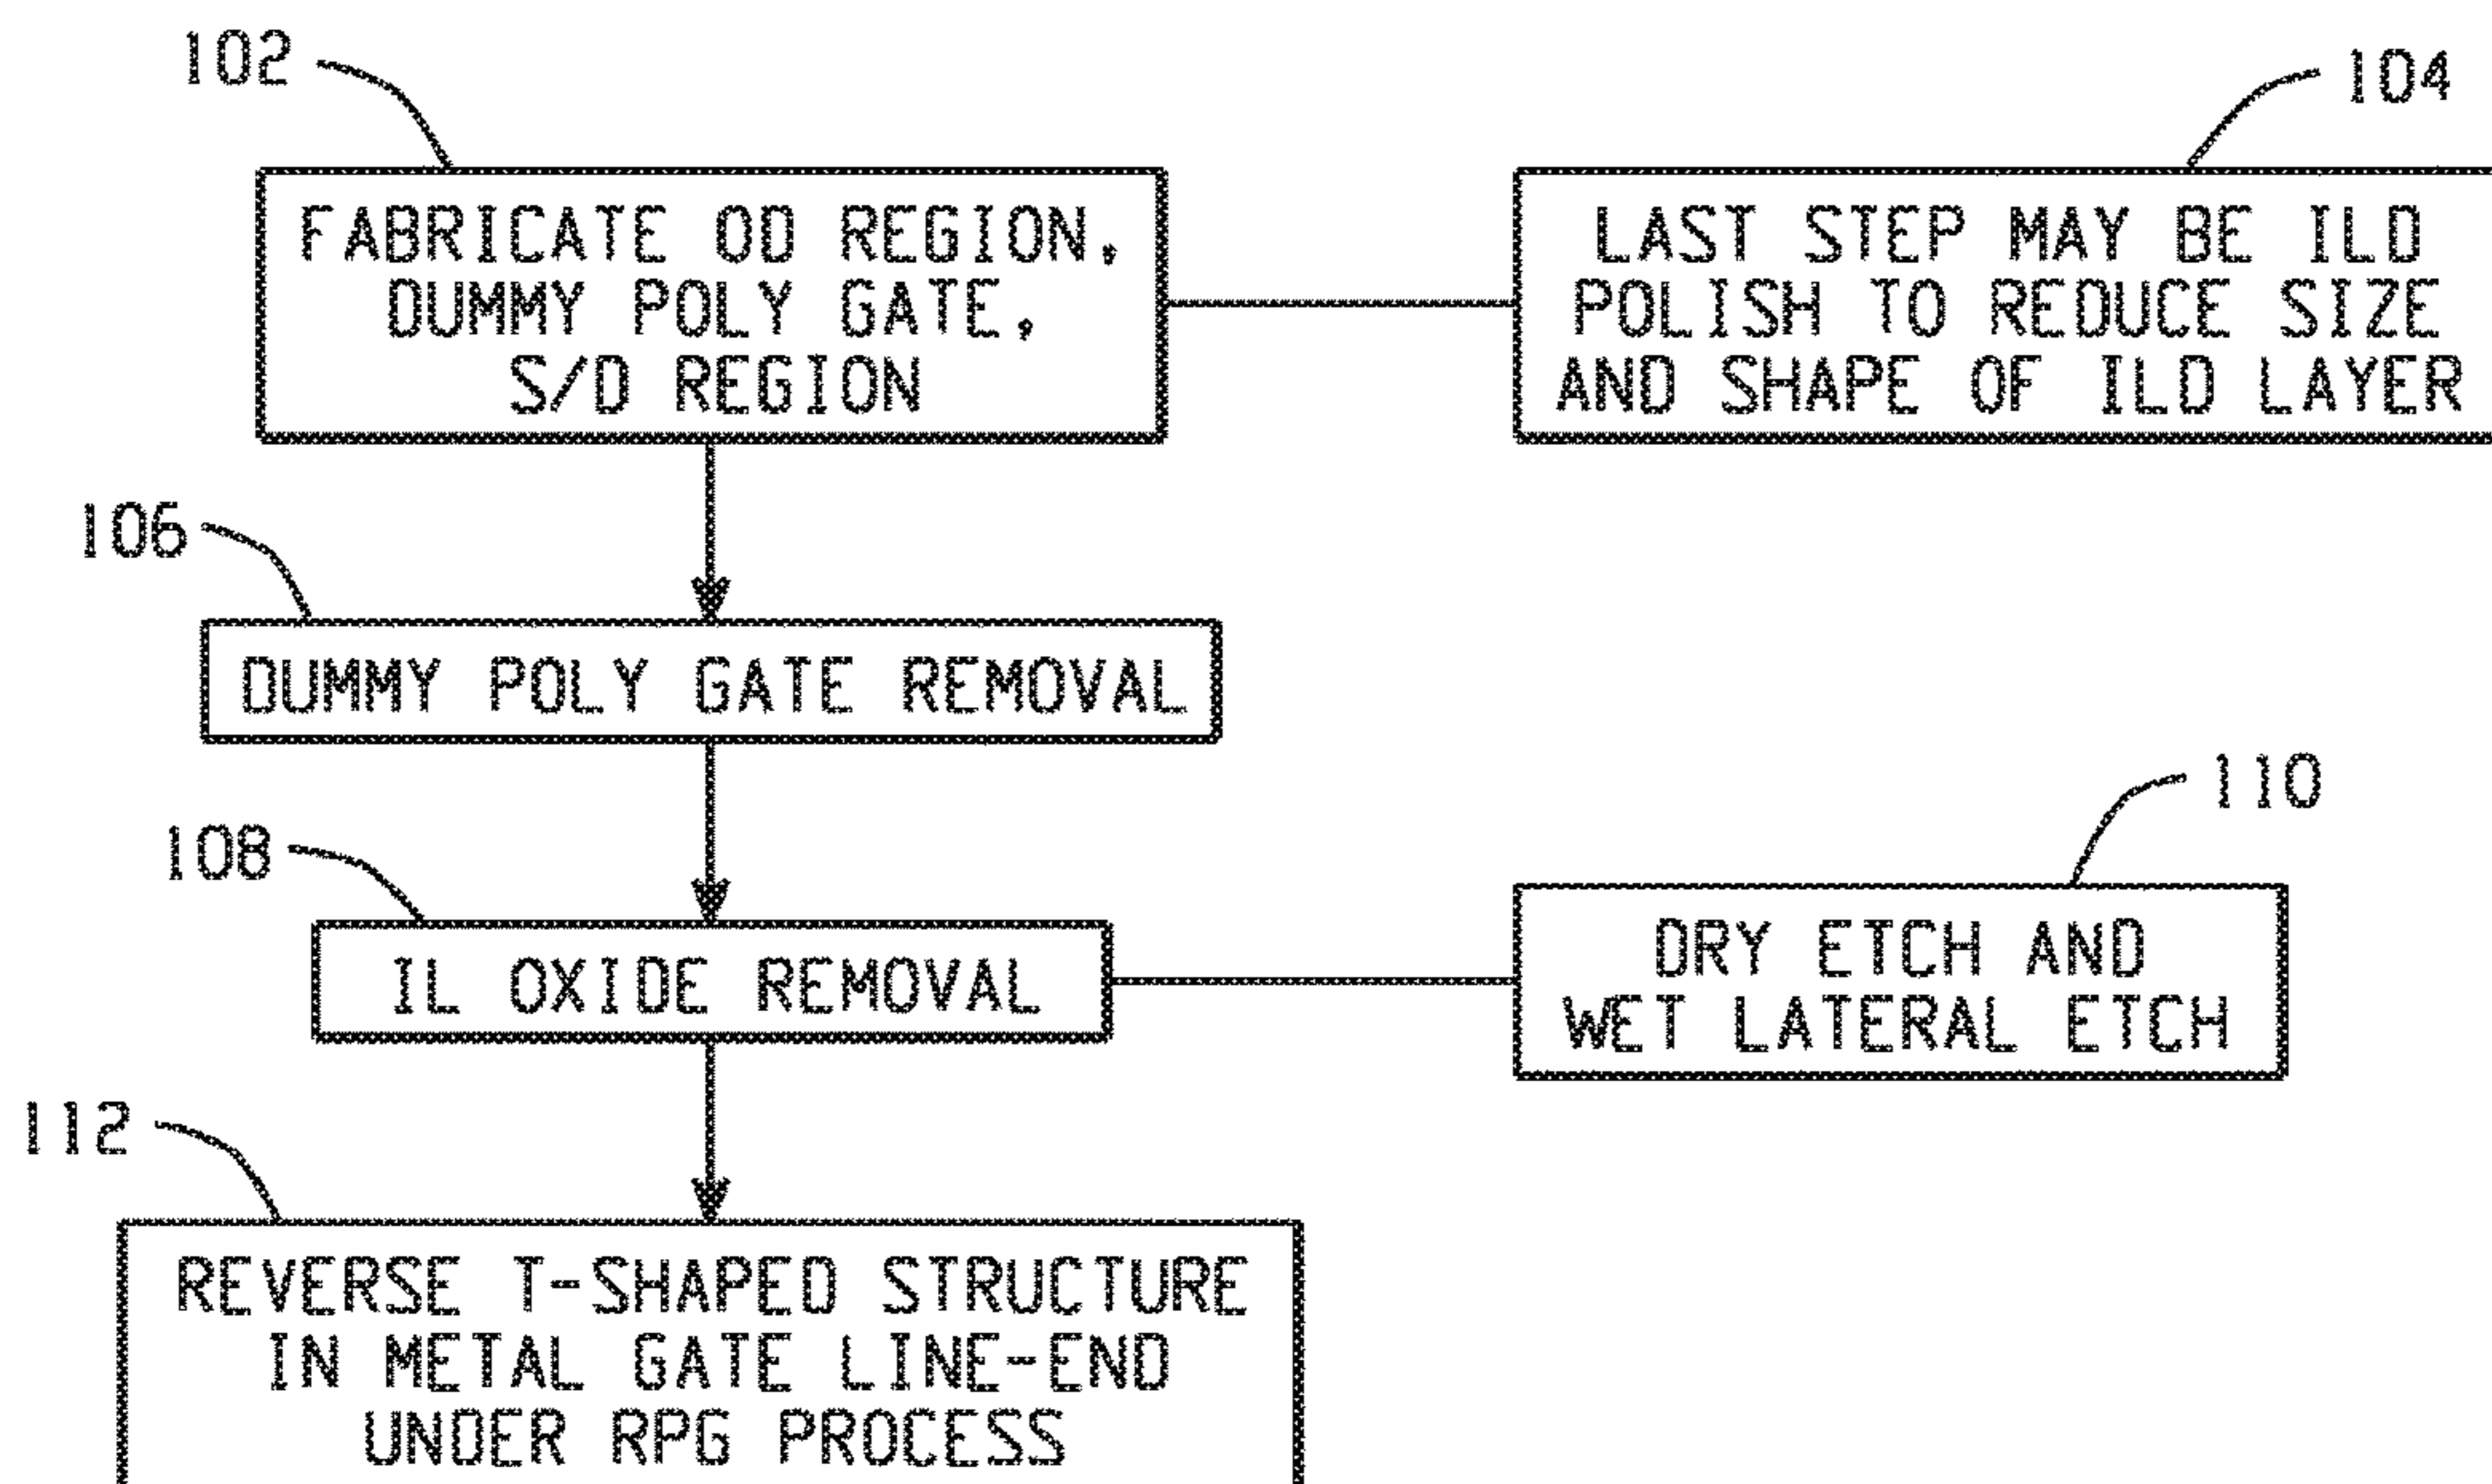 102
104
FABRICATE OD REGION,
DUMMY POLY GATE,
S/D REGION
LAST STEP MAY BE ILD
POLISH TO REDUCE SIZE
AND SHAPE OF ILD LAYER
106
DUMMY POLY GATE REMOVAL
108
110
IL OXIDE REMOVAL
DRY ETCH AND
WET LATERAL ETCH
112
REVERSE T-SHAPED STRUCTURE
IN METAL GATE LINE-END
UNDER RPG PROCESS